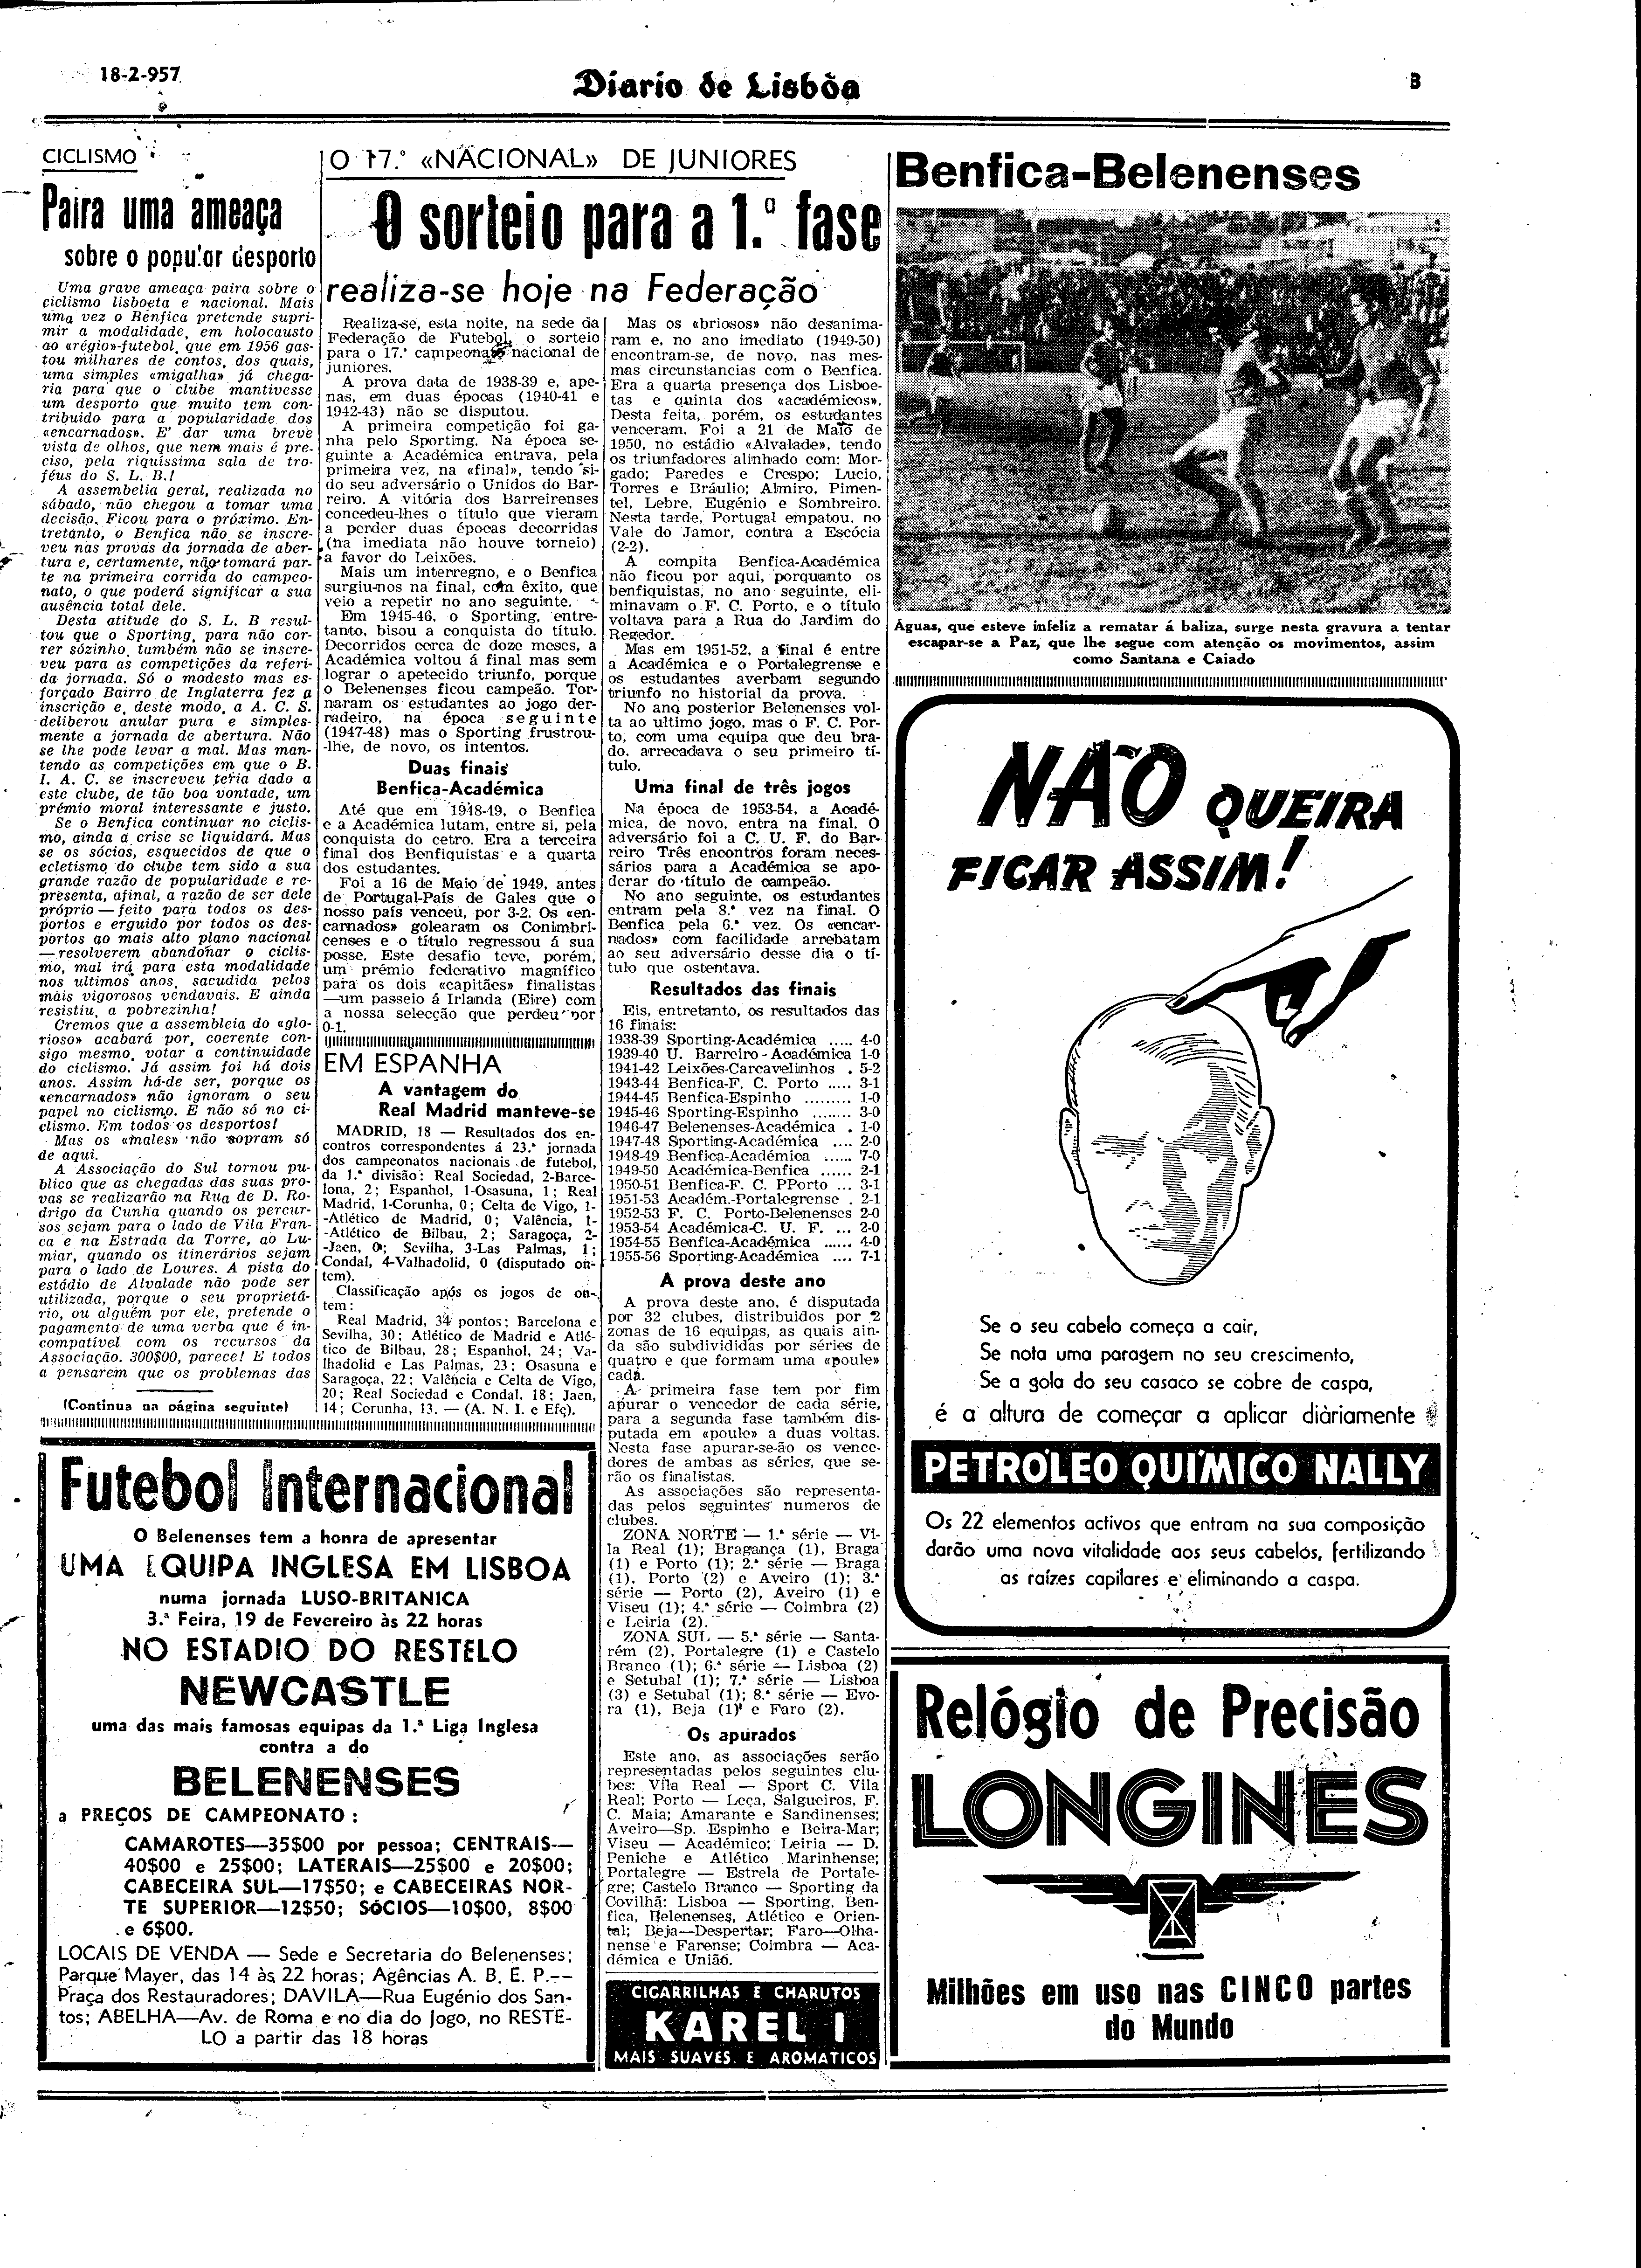 18-2-957
Diario de Lisbôa
3
CICLISMO
Paira uma ameaça
sobre o popular desporto
Uma grave ameaça paira sobre o
ciclismo lisboeta e nacional. Mais
uma vez o Benfica pretende supri-
mir a modalidade, em holocausto
ao «régio»-futebol, que em 1956 gas-
tou milhares de contos, dos quais,
uma simples «migalha» já chega-
ria para que o clube mantivesse
um desporto que muito tem con-
tribuido para a popularidade dos
«encarnados». E' dar uma breve
vista de olhos, que nem mais é pre-
ciso, pela riquissima sala de tro-
féus do S. L. B.!
A assembelia geral, realizada no
sábado, não chegou a tomar uma
decisão. Ficou para o próximo. En-
tretanto, o Benfica não se inscre-
veu nas provas da jornada de aber-
tura e, certamente, não tomará par-
te na primeira corrida do campeo-
nato, o que poderá significar a sua
ausência total dele.
Desta atitude do S. L. B resul-
tou que o Sporting, para não cor-
rer sózinho, também não se inscre-
veu para as competições da referi-
da jornada. Só o modesto mas es-
forçado Bairro de Inglaterra fez a
inscrição e, deste modo, a A. C. S.
deliberou anular pura e simples-
mente a jornada de abertura. Não
se lhe pode levar a mal. Mas man-
tendo as competições em que o B.
I. A. C. se inscreveu teria dado a
este clube, de tão boa vontade, um
prémio moral interessante e justo.
Se o Benfica continuar no ciclis-
mo, ainda a crise se liquidará. Mas
se os sócios, esquecidos de que o
ecletismo do clube tem sido a sua
grande razão de popularidade e re-
presenta, afinal, a razão de ser dele
próprio — feito para todos os des-
portos e erguido por todos os des-
portos ao mais alto plano nacional
— resolverem abandonar o ciclis-
mo, mal irá para esta modalidade
nos ultimos anos, sacudida pelos
mais vigorosos vendavais. E ainda
resistiu, a pobrezinha!
Cremos que a assembleia do «glo-
rioso» acabará por, coerente con-
sigo mesmo, votar a continuidade
do ciclismo. Já assim foi há dois
anos. Assim há-de ser, porque os
«encarnados» não ignoram o seu
papel no ciclismo. E não só no ci-
clismo. Em todos os desportos!
Mas os «males» não sopram só
de aqui.
A Associação do Sul tornou pu-
blico que as chegadas das suas pro-
vas se realizarão na Rua de D. Ro-
drigo da Cunha quando os percur-
sos sejam para o lado de Vila Fran-
ca e na Estrada da Torre, ao Lu-
miar, quando os itinerários sejam
para o lado de Loures. A pista do
estádio de Alvalade não pode ser
utilizada, porque o seu proprietá-
rio, ou alguém por ele, pretende o
pagamento de uma verba que é in-
compatível com os recursos da
Associação. 300$00, parece! E todos
a pensarem que os problemas das
(Continua na página seguinte)
O 17.º «NACIONAL» DE JUNIORES
O sorteio para a 1.ª fase
realiza-se hoje na Federação
Realiza-se, esta noite, na sede da
Federação de Futebol, o sorteio
para o 17.º campeonato nacional de
juniores.
A prova data de 1938-39 e, ape-
nas, em duas épocas (1940-41 e
1942-43) não se disputou.
A primeira competição foi ga-
nha pelo Sporting. Na época se-
guinte a Académica entrava, pela
primeira vez, na «final», tendo si-
do seu adversário o Unidos do Bar-
reiro. A vitória dos Barreirenses
concedeu-lhes o título que vieram
a perder duas épocas decorridas
(na imediata não houve torneio)
a favor do Leixões.
Mais um interregno, e o Benfica
surgiu-nos na final, com êxito, que
veio a repetir no ano seguinte.
Em 1945-46, o Sporting, entre-
tanto, bisou a conquista do título.
Decorridos cerca de doze meses, a
Académica voltou á final mas sem
lograr o apetecido triunfo, porque
o Belenenses ficou campeão. Tor-
naram os estudantes ao jogo der-
radeiro, na época seguinte
(1947-48) mas o Sporting frustrou-
-lhe, de novo, os intentos.
Duas finais
Benfica-Académica
Até que em 1948-49, o Benfica
e a Académica lutam, entre si, pela
conquista do cetro. Era a terceira
final dos Benfiquistas e a quarta
dos estudantes.
Foi a 16 de Maio de 1949, antes
de Portugal-País de Gales que o
nosso país venceu, por 3-2. Os «en-
carnados» golearam os Conimbri-
censes e o título regressou á sua
posse. Este desafio teve, porém,
um prémio federativo magnífico
para os dois «capitães» finalistas
—um passeio á Irlanda (Eire) com
a nossa selecção que perdeu por
0-1.
EM ESPANHA
A vantagem do
Real Madrid manteve-se
MADRID, 18 — Resultados dos en-
contros correspondentes á 23.ª jornada
dos campeonatos nacionais de futebol,
da 1.ª divisão: Real Sociedad, 2-Barce-
lona, 2; Espanhol, 1-Osasuna, 1; Real
Madrid, 1-Corunha, 0; Celta de Vigo, 1-
-Atlético de Madrid, 0; Valência, 1-
-Atlético de Bilbau, 2; Saragoça, 2-
-Jaen, 0; Sevilha, 3-Las Palmas, 1;
Condal, 4-Valhadolid, 0 (disputado on-
tem).
Classificação após os jogos de on-
tem:
Real Madrid, 34 pontos; Barcelona e
Sevilha, 30; Atlético de Madrid e Atlé-
tico de Bilbau, 28; Espanhol, 24; Va-
lhadolid e Las Palmas, 23; Osasuna e
Saragoça, 22; Valência e Celta de Vigo,
20; Real Sociedad e Condal, 18; Jaen,
14; Corunha, 13. — (A. N. I. e Efç).
Mas os «briosos» não desanima-
ram e, no ano imediato (1949-50)
encontram-se, de novo, nas mes-
mas circunstancias com o Benfica.
Era a quarta presença dos Lisboe-
tas e quinta dos «académicos».
Desta feita, porém, os estudantes
venceram. Foi a 21 de Maio de
1950, no estádio «Alvalade», tendo
os triunfadores alinhado com: Mor-
gado; Paredes e Crespo; Lucio,
Torres e Bráulio; Almiro, Pimen-
tel, Lebre, Eugénio e Sombreiro.
Nesta tarde, Portugal empatou, no
Vale do Jamor, contra a Escócia
(2-2).
A compita Benfica-Académica
não ficou por aqui, porquanto os
benfiquistas, no ano seguinte, eli-
minavam o F. C. Porto, e o título
voltava para a Rua do Jardim do
Regedor.
Mas em 1951-52, a final é entre
a Académica e o Portalegrense e
os estudantes averbam segundo
triunfo no historial da prova.
No ano posterior Belenenses vol-
ta ao ultimo jogo, mas o F. C. Por-
to, com uma equipa que deu bra-
do, arrecadava o seu primeiro tí-
tulo.
Uma final de três jogos
Na época de 1953-54, a Acadé-
mica, de novo, entra na final. O
adversário foi a C. U. F. do Bar-
reiro Três encontros foram neces-
sários para a Académica se apo-
derar do título de campeão.
No ano seguinte, os estudantes
entram pela 8.ª vez na final. O
Benfica pela 6.ª vez. Os «encar-
nados» com facilidade arrebatam
ao seu adversário desse dia o tí-
tulo que ostentava.
Resultados das finais
Eis, entretanto, os resultados das
16 finais:
1938-39 Sporting-Académica ..... 4-0
1939-40 U. Barreiro - Académica 1-0
1941-42 Leixões-Carcavelinhos . 5-2
1943-44 Benfica-F. C. Porto ..... 3-1
1944-45 Benfica-Espinho ......... 1-0
1945-46 Sporting-Espinho ........ 3-0
1946-47 Belenenses-Académica . 1-0
1947-48 Sporting-Académica .... 2-0
1948-49 Benfica-Académica ...... 7-0
1949-50 Académica-Benfica ...... 2-1
1950-51 Benfica-F. C. PPorto ... 3-1
1951-53 Académ.-Portalegrense . 2-1
1952-53 F. C. Porto-Belenenses 2-0
1953-54 Académica-C. U. F. ... 2-0
1954-55 Benfica-Académica ...... 4-0
1955-56 Sporting-Académica .... 7-1
A prova deste ano
A prova deste ano, é disputada
por 32 clubes, distribuidos por 2
zonas de 16 equipas, as quais ain-
da são subdivididas por séries de
quatro e que formam uma «poule»
cada.
A primeira fase tem por fim
apurar o vencedor de cada série,
para a segunda fase também dis-
putada em «poule» a duas voltas.
Nesta fase apurar-se-ão os vence-
dores de ambas as séries, que se-
rão os finalistas.
As associações são representa-
das pelos seguintes numeros de
clubes.
ZONA NORTE — 1.ª série — Vi-
la Real (1); Bragança (1), Braga
(1) e Porto (1); 2.ª série — Braga
(1), Porto (2) e Aveiro (1); 3.ª
série — Porto (2), Aveiro (1) e
Viseu (1); 4.ª série — Coimbra (2)
e Leiria (2).
ZONA SUL — 5.ª série — Santa-
rém (2), Portalegre (1) e Castelo
Branco (1); 6.ª série — Lisboa (2)
e Setubal (1); 7.ª série — Lisboa
(3) e Setubal (1); 8.ª série — Evo-
ra (1), Beja (1) e Faro (2).
Os apurados
Este ano, as associações serão
representadas pelos seguintes clu-
bes: Vila Real — Sport C. Vila
Real; Porto — Leça, Salgueiros, F.
C. Maia; Amarante e Sandinenses;
Aveiro—Sp. Espinho e Beira-Mar;
Viseu — Académico; Leiria — D.
Peniche e Atlético Marinhense;
Portalegre — Estrela de Portale-
gre; Castelo Branco — Sporting da
Covilhã; Lisboa — Sporting, Ben-
fica, Belenenses, Atlético e Orien-
tal; Beja—Despertar; Faro—Olha-
nense e Farense; Coimbra — Aca-
démica e União.
CIGARRILHAS E CHARUTOS
KAREL I
MAIS SUAVES E AROMATICOS
Futebol Internacional
O Belenenses tem a honra de apresentar
UMA EQUIPA INGLESA EM LISBOA
numa jornada LUSO-BRITANICA
3.ª Feira, 19 de Fevereiro às 22 horas
NO ESTADIO DO RESTELO
NEWCASTLE
uma das mais famosas equipas da 1.ª Liga Inglesa
contra a do
BELENENSES
a PREÇOS DE CAMPEONATO :
CAMAROTES—35$00 por pessoa; CENTRAIS—
40$00 e 25$00; LATERAIS—25$00 e 20$00;
CABECEIRA SUL—17$50; e CABECEIRAS NOR-
TE SUPERIOR—12$50; SÓCIOS—10$00, 8$00
e 6$00.
LOCAIS DE VENDA — Sede e Secretaria do Belenenses;
Parque Mayer, das 14 às 22 horas; Agências A. B. E. P.—
Praça dos Restauradores; DAVILA—Rua Eugénio dos San-
tos; ABELHA—Av. de Roma e no dia do Jogo, no RESTE-
LO a partir das 18 horas
Benfica-Belenenses
Águas, que esteve infeliz a rematar á baliza, surge nesta gravura a tentar
escapar-se a Paz, que lhe segue com atenção os movimentos, assim
como Santana e Caiado
NÃO QUEIRA
FICAR ASSIM!
Se o seu cabelo começa a cair,
Se nota uma paragem no seu crescimento,
Se a gola do seu casaco se cobre de caspa,
é a altura de começar a aplicar diàriamente
PETRÓLEO QUÍMICO NALLY
Os 22 elementos activos que entram na sua composição
darão uma nova vitalidade aos seus cabelos, fertilizando
as raízes capilares e eliminando a caspa.
Relógio de Precisão
LONGINES
Milhões em uso nas CINCO partes
do Mundo